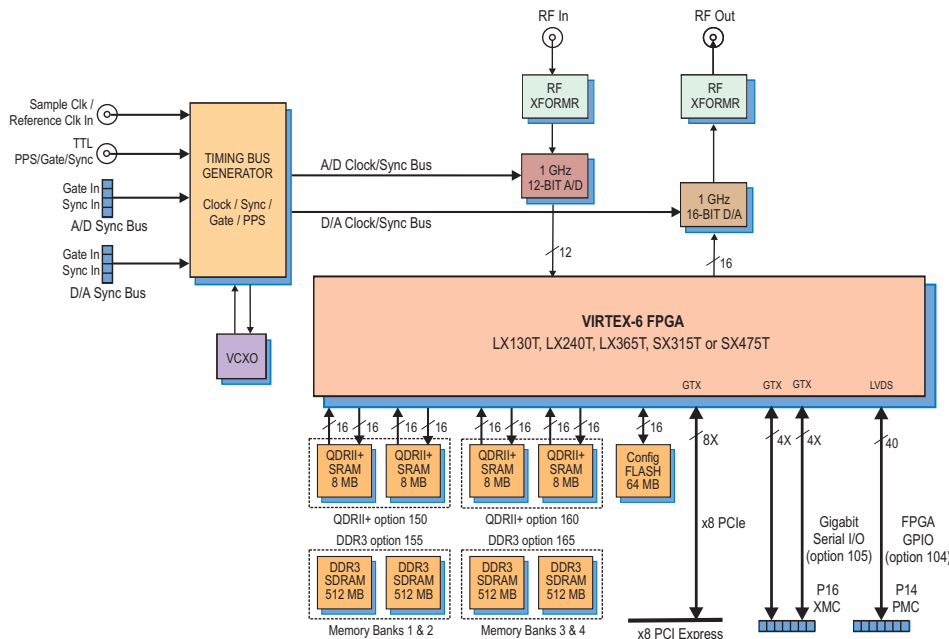 RF In
RF Out
RF
XFORMR
RF
XFORMR
Sample Clk /
Reference Clk In
TTL
PPS/Gate/Sync
Gate In
Sync In
A/D Sync Bus
Gate In
Sync In
D/A Sync Bus
TIMING BUS
GENERATOR
Clock / Sync /
Gate / PPS
VCXO
A/D Clock/Sync Bus
D/A Clock/Sync Bus
1 GHz
12-BIT A/D
1 GHz
16-BIT D/A
12
16
VIRTEX-6 FPGA
LX130T, LX240T, LX365T, SX315T or SX475T
GTX
GTX
GTX
LVDS
16
16
16
16
16
16
16
16
16
8X
4X
4X
40
QDRII+
SRAM
8 MB
QDRII+
SRAM
8 MB
QDRII+
SRAM
8 MB
QDRII+
SRAM
8 MB
Config
FLASH
64 MB
QDRII+ option 150
QDRII+ option 160
DDR3 option 155
DDR3 option 165
DDR3
SDRAM
512 MB
DDR3
SDRAM
512 MB
DDR3
SDRAM
512 MB
DDR3
SDRAM
512 MB
Memory Banks 1 & 2
Memory Banks 3 & 4
x8 PCIe
x8 PCI Express
Gigabit
Serial I/O
(option 105)
P16
XMC
FPGA
GPIO
(option 104)
P14
PMC